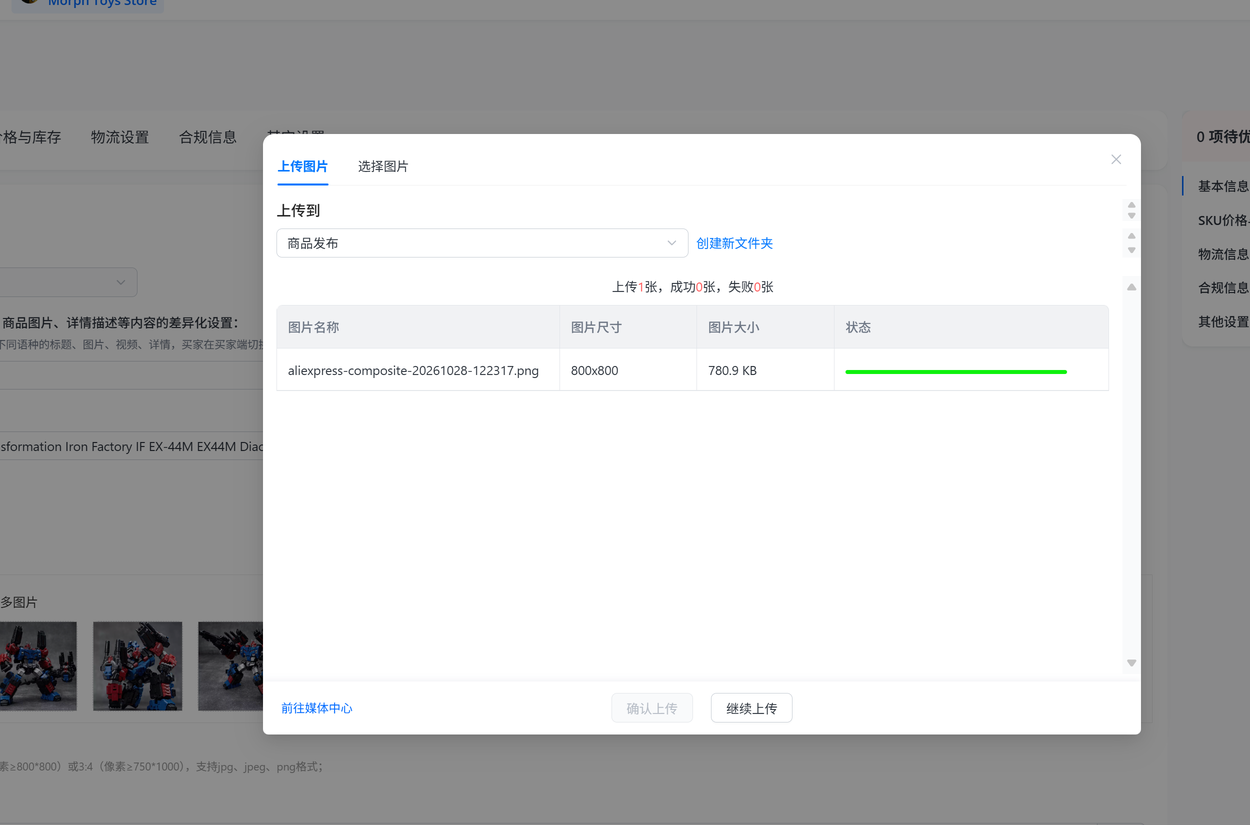 Morph Toys Store
价格与库存 物流设置 合规信息 其它设置
0 项待优
基本信息
SKU价格
物流信息
合规信息
其他设置
商品图片、详情描述等内容的差异化设置：
不同语种的标题、图片、视频、详情，买家在买家端切
sformation Iron Factory IF EX-44M EX44M Diac
多图片
素≥800*800）或3:4（像素≥750*1000），支持jpg、jpeg、png格式；
上传图片 选择图片
上传到
商品发布 创建新文件夹
上传1张，成功0张，失败0张
图片名称 图片尺寸 图片大小 状态
aliexpress-composite-20261028-122317.png 800x800 780.9 KB
前往媒体中心 确认上传 继续上传